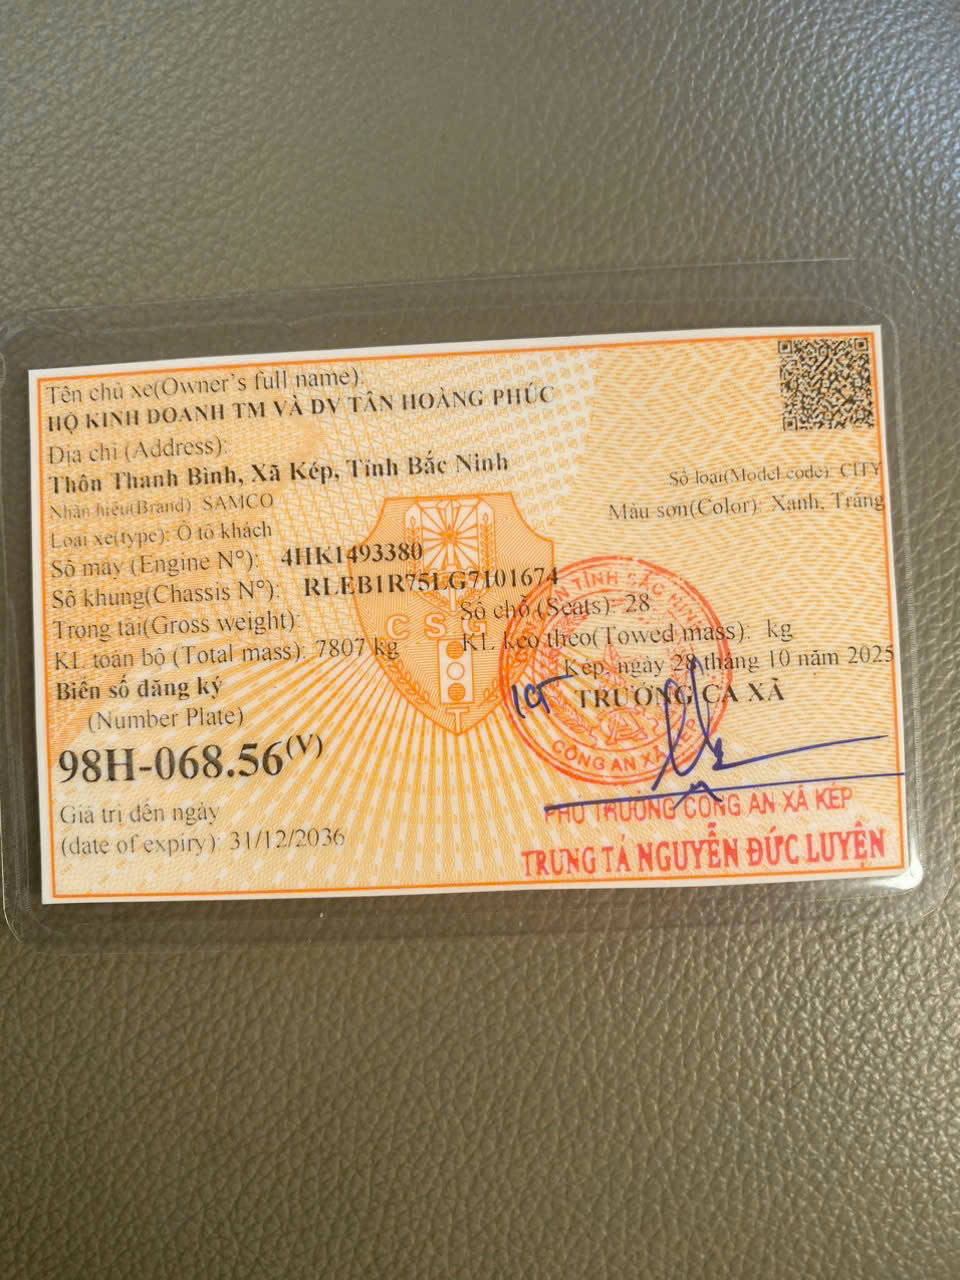 Tên chủ xe(Owner's full name):
HỘ KINH DOANH TM VÀ DV TÂN HOÀNG PHÚC
Địa chỉ (Address):
Thôn Thanh Bình, Xã Kép, Tỉnh Bắc Ninh
Nhãn hiệu(Brand): SAMCO
Số loại(Model code): CITY
Loại xe(type): Ô tô khách
Màu sơn(Color): Xanh, Trắng
Số máy (Engine N°): 4HK1493380
Số khung(Chassis N°): RLEB1R75LG7101674
Trọng tải(Gross weight):
Số chỗ (Seats): 28
KL toàn bộ (Total mass): 7807 kg
KL kéo theo(Towed mass): kg
Kép, ngày 28 tháng 10 năm 2025
Biển số đăng ký
(Number Plate)
TRƯỞNG CA XÃ
98H-068.56(V)
Giá trị đến ngày
(date of expiry): 31/12/2036
CSGT
CÔNG AN XÃ KÉP
PHÓ TRƯỞNG CÔNG AN XÃ KÉP
TRUNG TÁ NGUYỄN ĐỨC LUYỆN